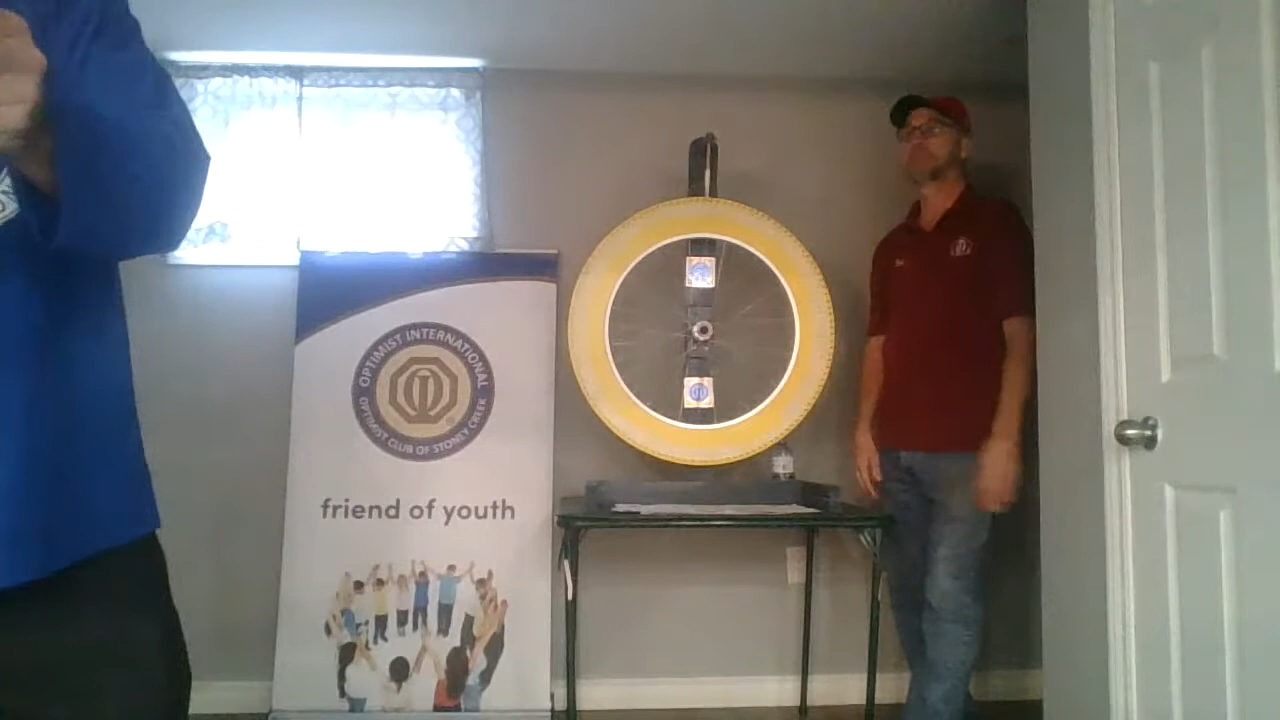 OPTIMIST INTERNATIONAL
OPTIMIST CLUB OF STONEY CREEK
friend of youth